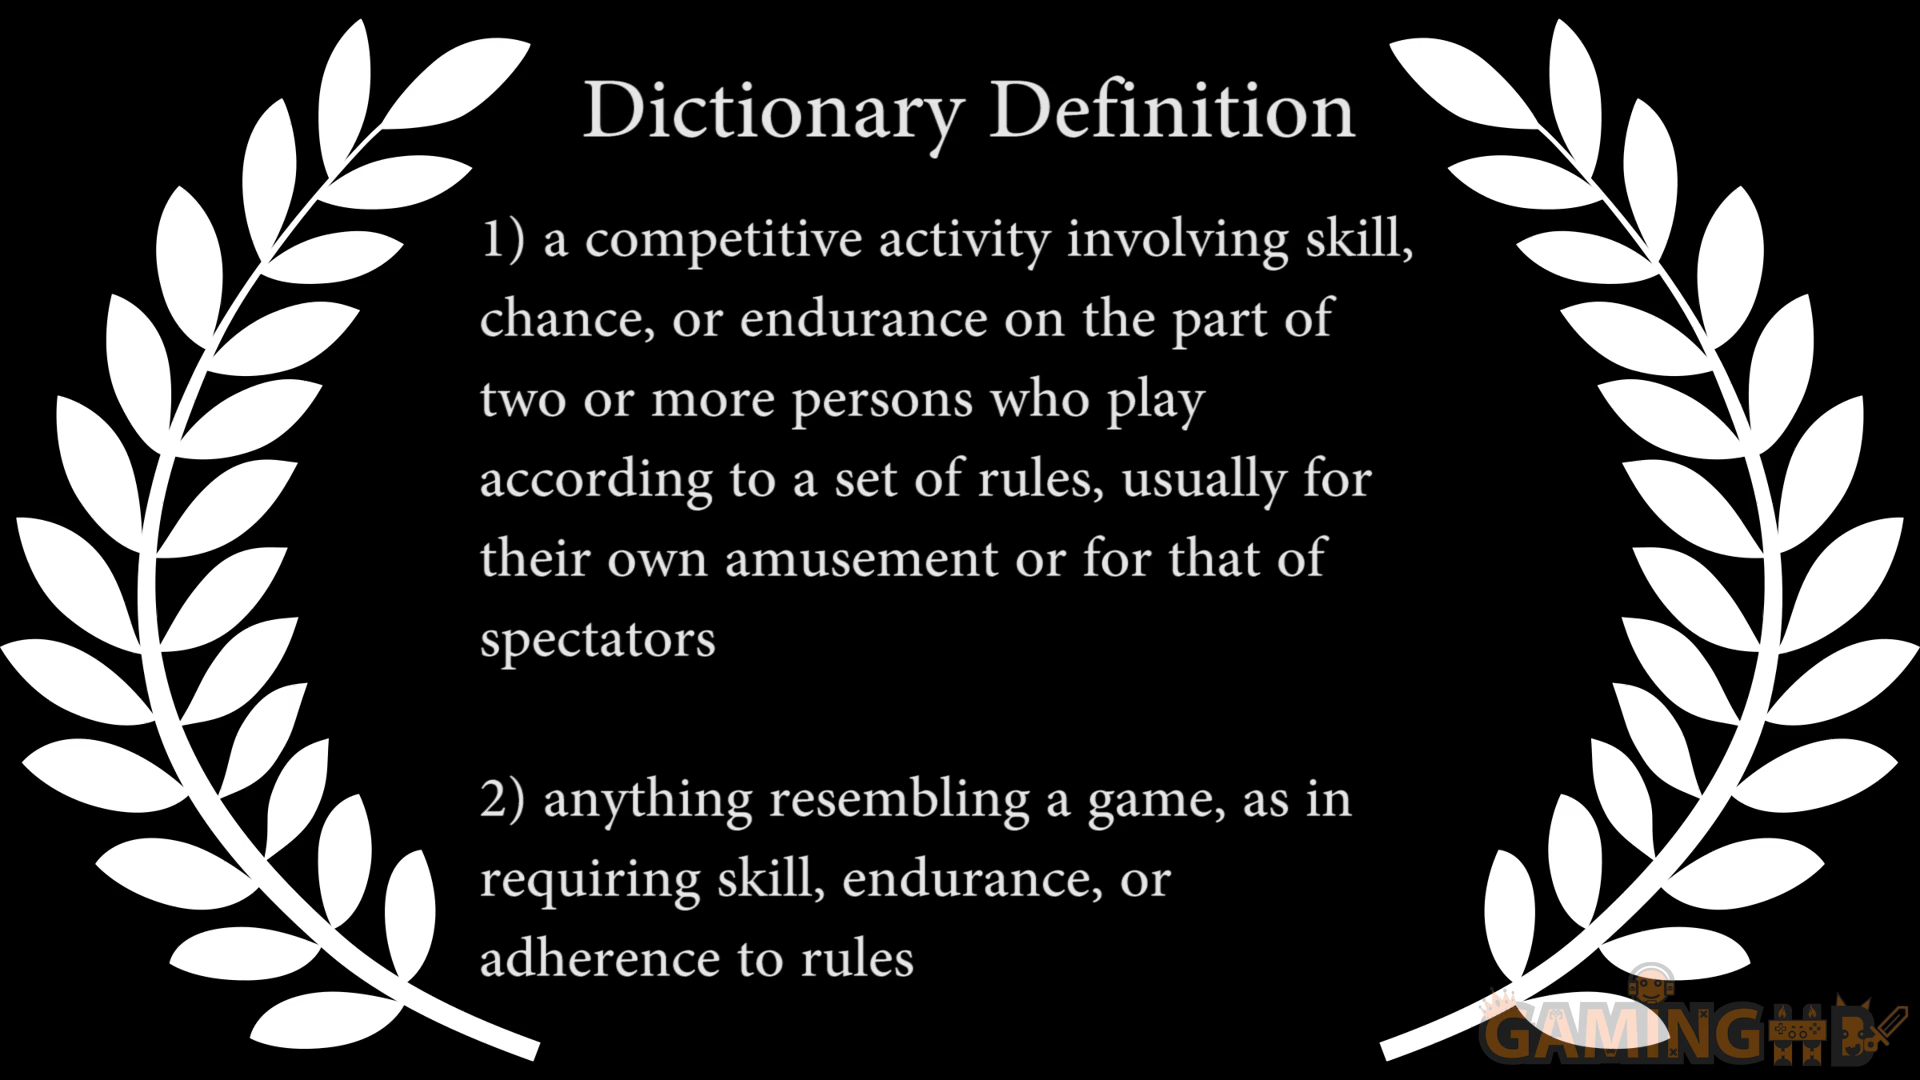 Dictionary Definition
1) a competitive activity involving skill,
chance, or endurance on the part of
two or more persons who play
according to a set of rules, usually for
their own amusement or for that of
spectators
2) anything resembling a game, as in
requiring skill, endurance, or
adherence to rules
GAMING HUB